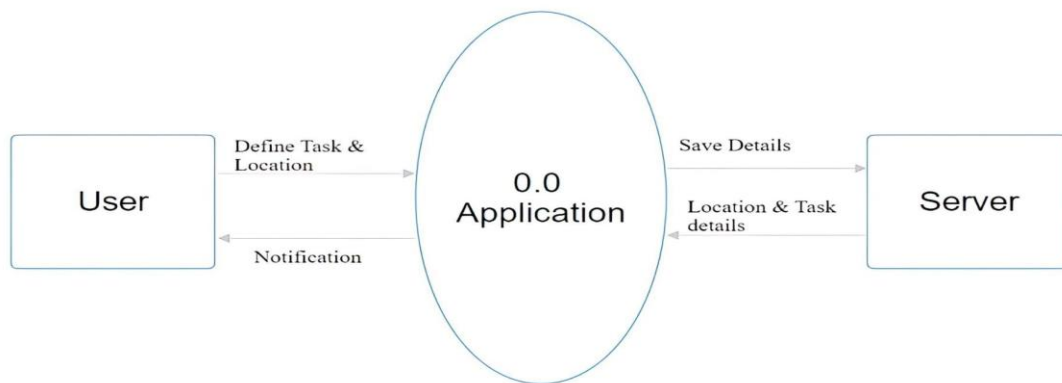 User
Define Task &
Location
Notification
0.0
Application
Save Details
Location & Task
details
Server